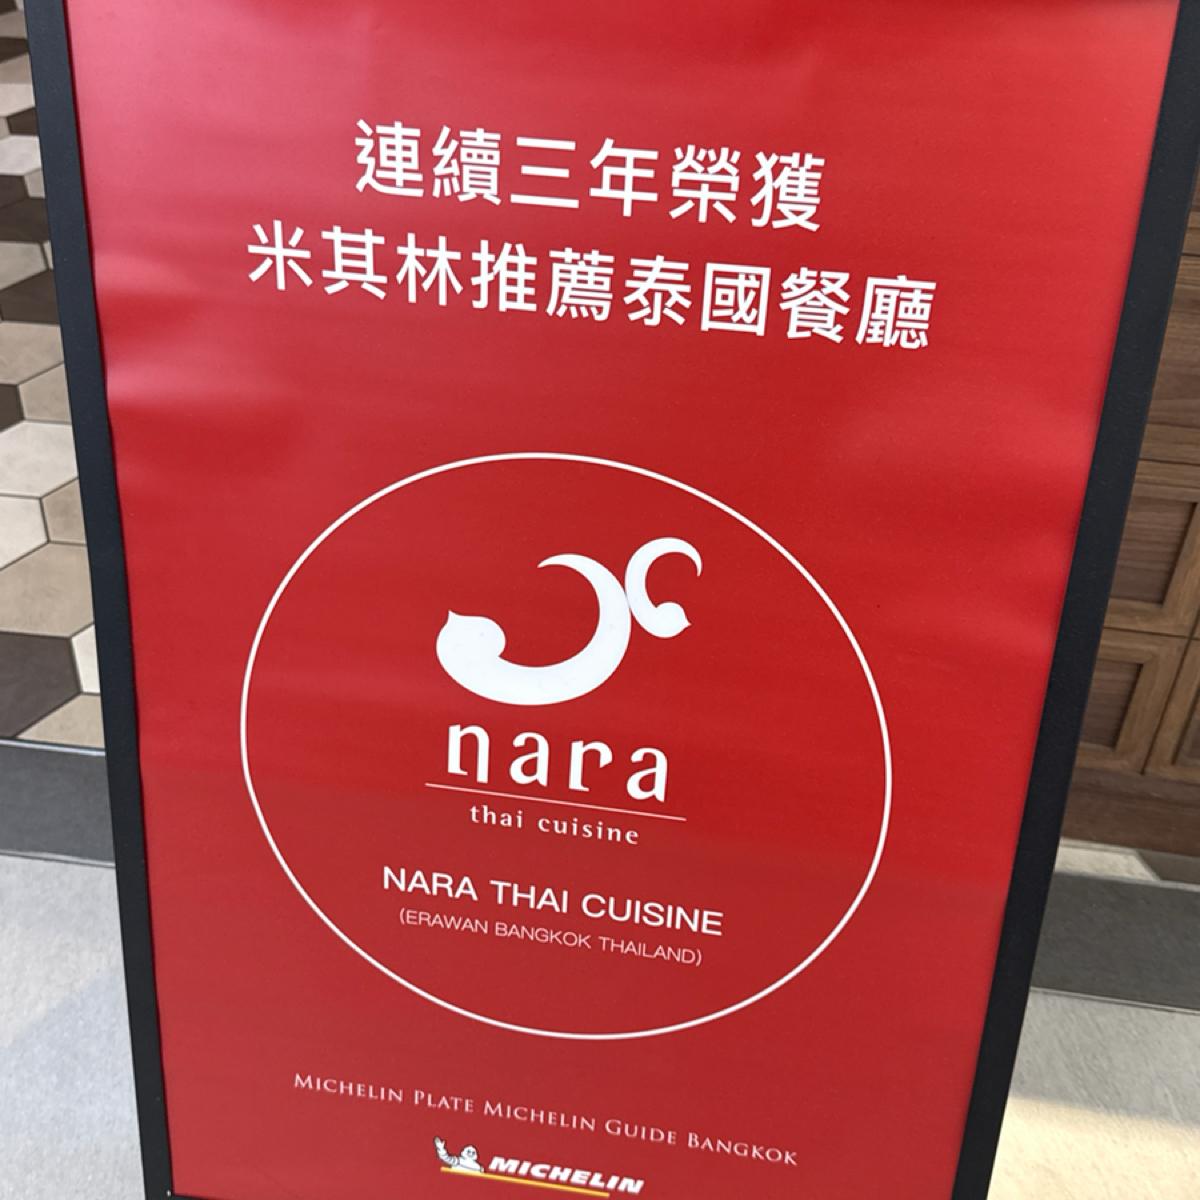 連續三年榮獲
米其林推薦泰國餐廳
nara
thai cuisine
NARA THAI CUISINE
(ERAWAN BANGKOK THAILAND)
MICHELIN PLATE MICHELIN GUIDE BANGKOK
MICHELIN